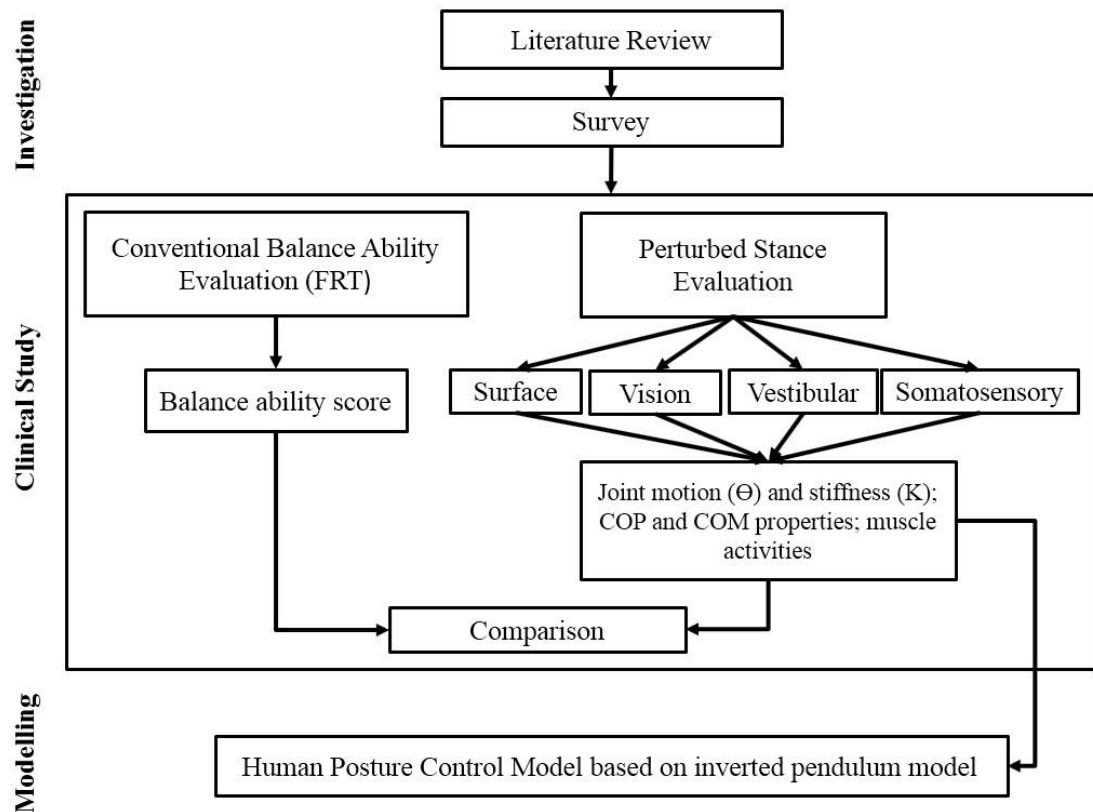 Investigation
Literature Review
Survey
Clinical Study
Conventional Balance Ability
Evaluation (FRT)
Perturbed Stance
Evaluation
Balance ability score
Surface
Vision
Vestibular
Somatosensory
Joint motion (Ө) and stiffness (K);
COP and COM properties; muscle
activities
Comparison
Modelling
Human Posture Control Model based on inverted pendulum model